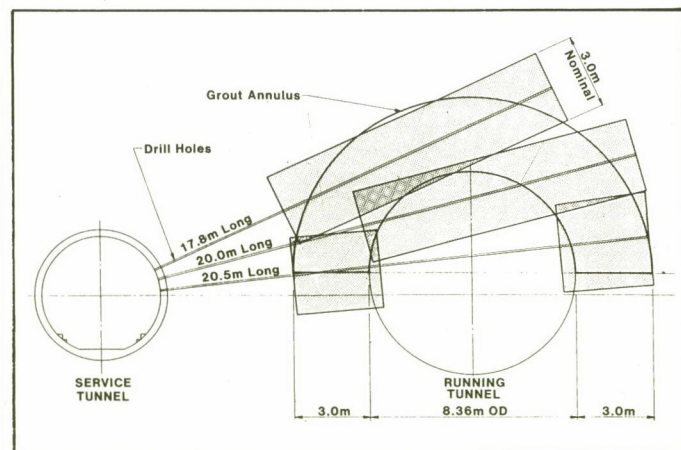 3.0m
Nominal
Grout Annulus
Drill Holes
17.8m Long
20.0m Long
20.5m Long
SERVICE
TUNNEL
RUNNING
TUNNEL
3.0m
8.36m OD
3.0m